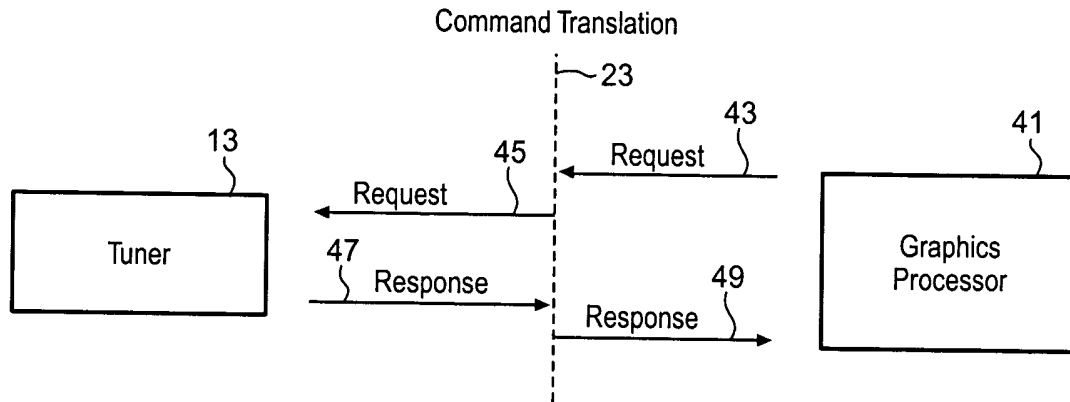 Command Translation
23
43
41
13
45
Request
Request
Tuner
Graphics
Processor
47
Response
49
Response